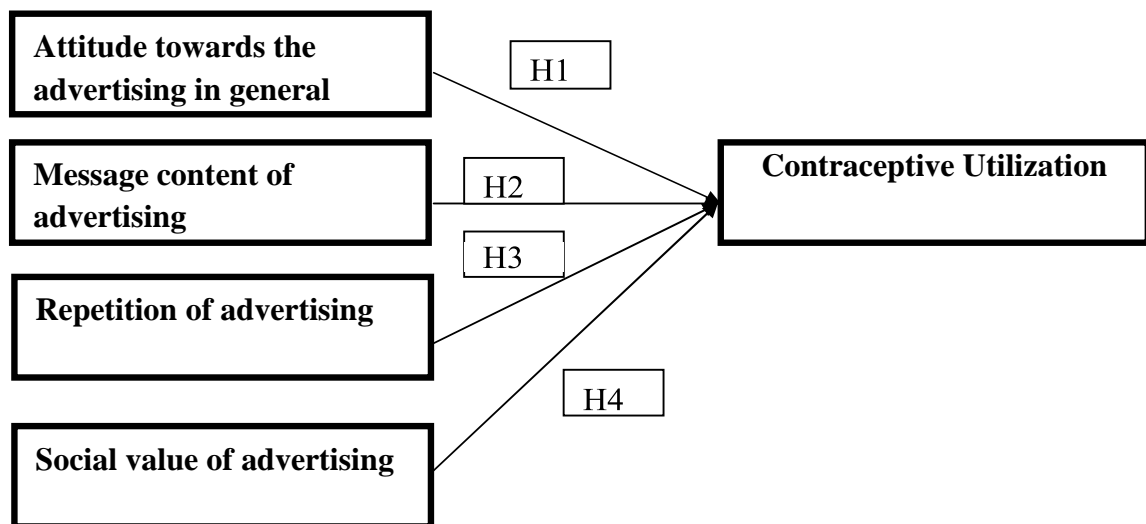 Attitude towards the
advertising in general
H1
Message content of
advertising
H2
Contraceptive Utilization
H3
Repetition of advertising
H4
Social value of advertising